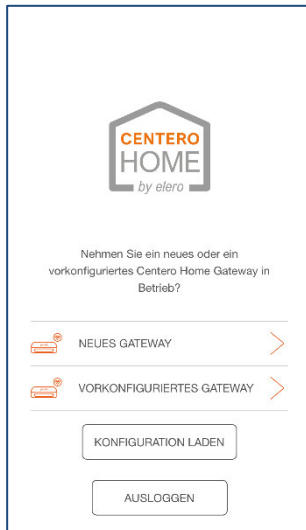 CENTERO
HOME
by elero
Nehmen Sie ein neues oder ein
vorkonfiguriertes Centero Home Gateway in
Betrieb?
NEUES GATEWAY
VORKONFIGURIERTES GATEWAY
KONFIGURATION LADEN
AUSLOGGEN